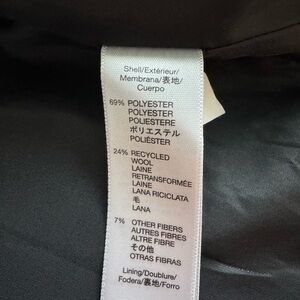 Shell/Extérieur/
Membrana/表地/
Cuerpo
69% POLYESTER
POLYESTER
POLIESTERE
ポリエステル
POLIÉSTER
24% RECYCLED
WOOL
LAINE
RETRANSFORMÉE
LAINE
LANA RICICLATA
毛
LANA
7% OTHER FIBERS
AUTRES FIBRES
ALTRE FIBRE
その他
OTRAS FIBRAS
Lining/Doublure/
Fodera/裏地/Forro